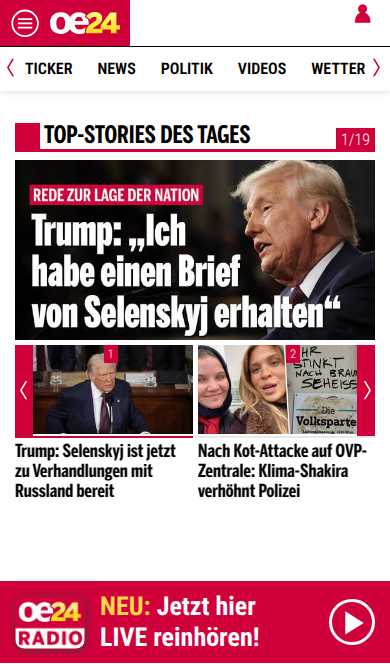 oe24
TICKER NEWS POLITIK VIDEOS WETTER
TOP-STORIES DES TAGES
1/19
REDE ZUR LAGE DER NATION
Trump: „Ich
habe einen Brief
von Selenskyj erhalten“
1
2
IHR
STINKT
NACH BRAUN
SCHEISS
Die
Volkspartei
Trump: Selenskyj ist jetzt
zu Verhandlungen mit
Russland bereit
Nach Kot-Attacke auf ÖVP-
Zentrale: Klima-Shakira
verhöhnt Polizei
oe24
RADIO
NEU: Jetzt hier
LIVE reinhören!